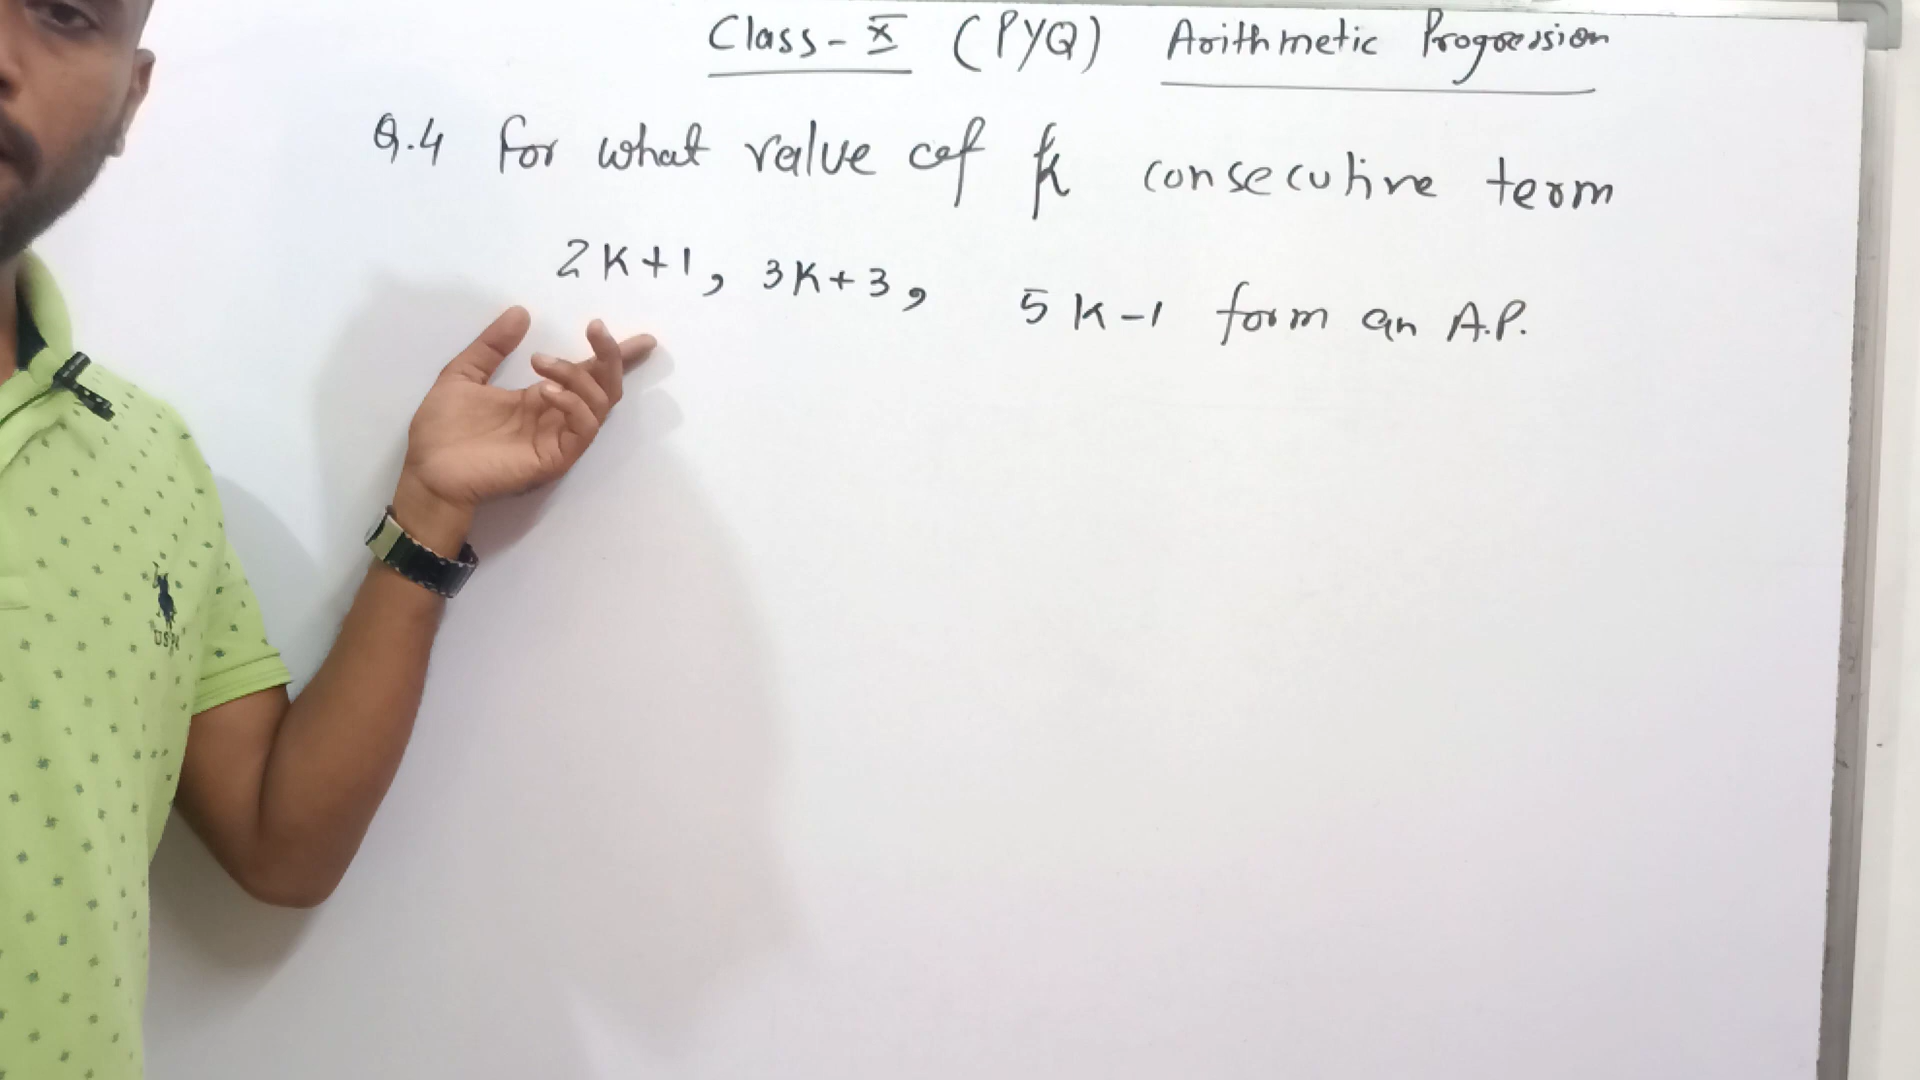 Class-X (PYQ) Arithmetic Progression
Q.4 For what value of k consecutive term
2K+1, 3K+3, 5K-1 form an A.P.